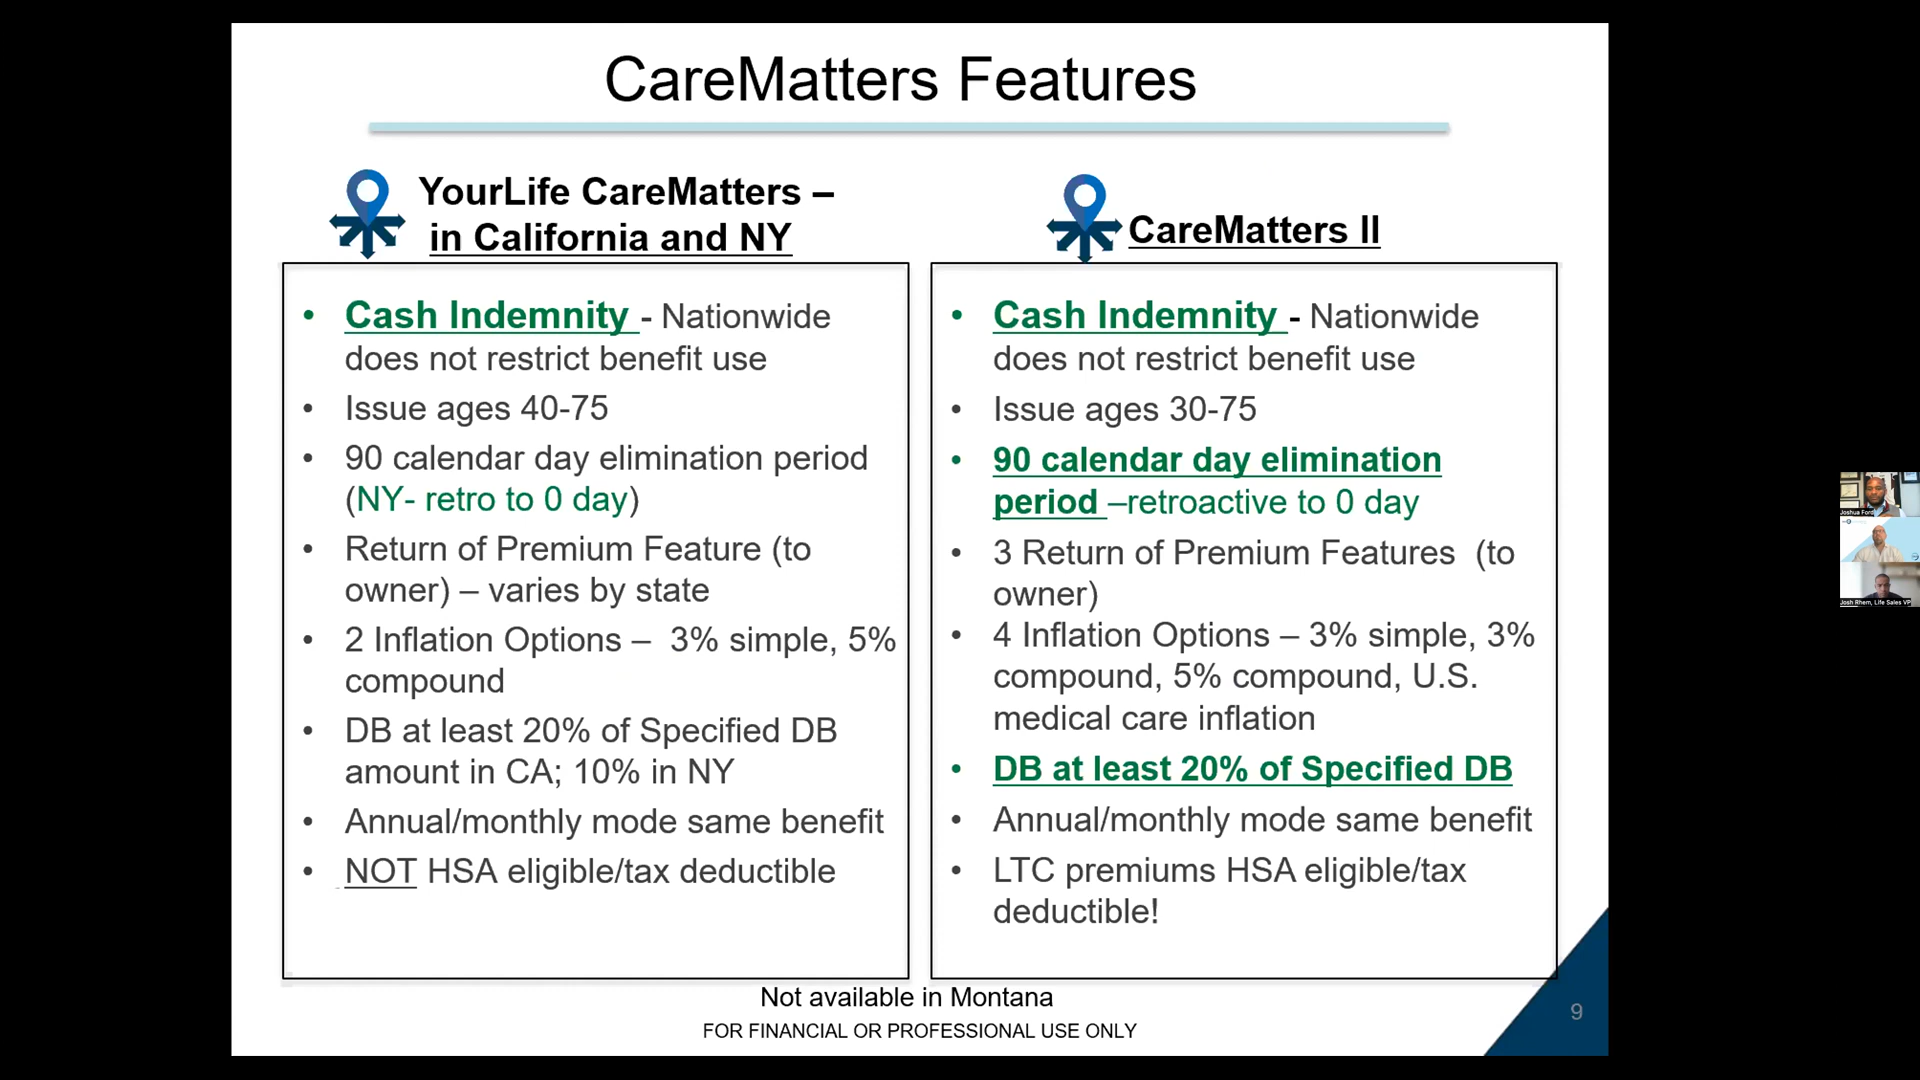 CareMatters Features
YourLife CareMatters –
in California and NY
• Cash Indemnity - Nationwide
does not restrict benefit use
• Issue ages 40-75
• 90 calendar day elimination period
(NY- retro to 0 day)
• Return of Premium Feature (to
owner) – varies by state
• 2 Inflation Options – 3% simple, 5%
compound
• DB at least 20% of Specified DB
amount in CA; 10% in NY
• Annual/monthly mode same benefit
• NOT HSA eligible/tax deductible
CareMatters II
• Cash Indemnity - Nationwide
does not restrict benefit use
• Issue ages 30-75
• 90 calendar day elimination
period –retroactive to 0 day
• 3 Return of Premium Features (to
owner)
• 4 Inflation Options – 3% simple, 3%
compound, 5% compound, U.S.
medical care inflation
• DB at least 20% of Specified DB
• Annual/monthly mode same benefit
• LTC premiums HSA eligible/tax
deductible!
Not available in Montana
FOR FINANCIAL OR PROFESSIONAL USE ONLY
9
Joshua Ford
Josh Rhem, Life Sales VP